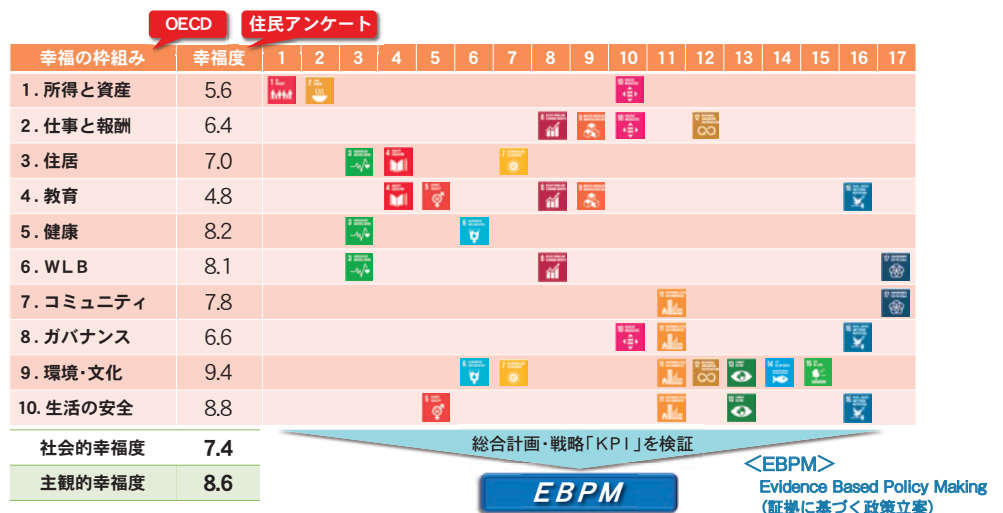 OECD 住民アンケート
幸福の枠組み 幸福度 1 2 3 4 5 6 7 8 9 10 11 12 13 14 15 16 17
1. 所得と資産 5.6
2. 仕事と報酬 6.4
3. 住居 7.0
4. 教育 4.8
5. 健康 8.2
6. WLB 8.1
7. コミュニティ 7.8
8. ガバナンス 6.6
9. 環境・文化 9.4
10. 生活の安全 8.8
社会的幸福度 7.4
主観的幸福度 8.6
総合計画・戦略「KPI」を検証
EBPM
<EBPM>
Evidence Based Policy Making
(証拠に基づく政策立案)